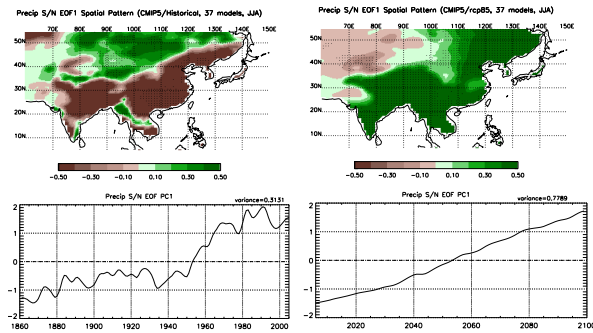 Precip S/N EOF1 Spatial Pattern (CMIP5/Historical, 37 models, JJA)
60E 70E 80E 90E 100E 110E 120E 130E 140E 150E
50N
40N
30N
20N
10N
-0.50 -0.30 -0.10 0.10 0.30 0.50
Precip S/N EOF PC1
variance=0.3131
2
1
0
-1
-2
1860 1880 1900 1920 1940 1960 1980 2000
Precip S/N EOF1 Spatial Pattern (CMIP5/rcp85, 37 models, JJA)
60E 70E 80E 90E 100E 110E 120E 130E 140E 150E
50N
40N
30N
20N
10N
-0.50 -0.30 -0.10 0.10 0.30 0.50
Precip S/N EOF PC1
variance=0.7789
2
1
0
-1
-2
2020 2040 2060 2080 2100